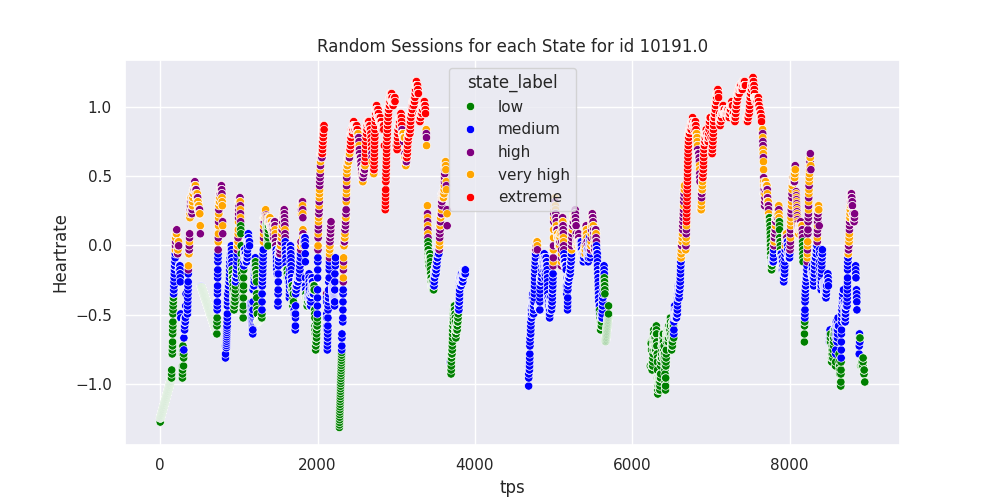 Random Sessions for each State for id 10191.0
state_label
low
medium
high
very high
extreme
Heartrate
1.0
0.5
0.0
−0.5
−1.0
0 2000 4000 6000 8000
tps